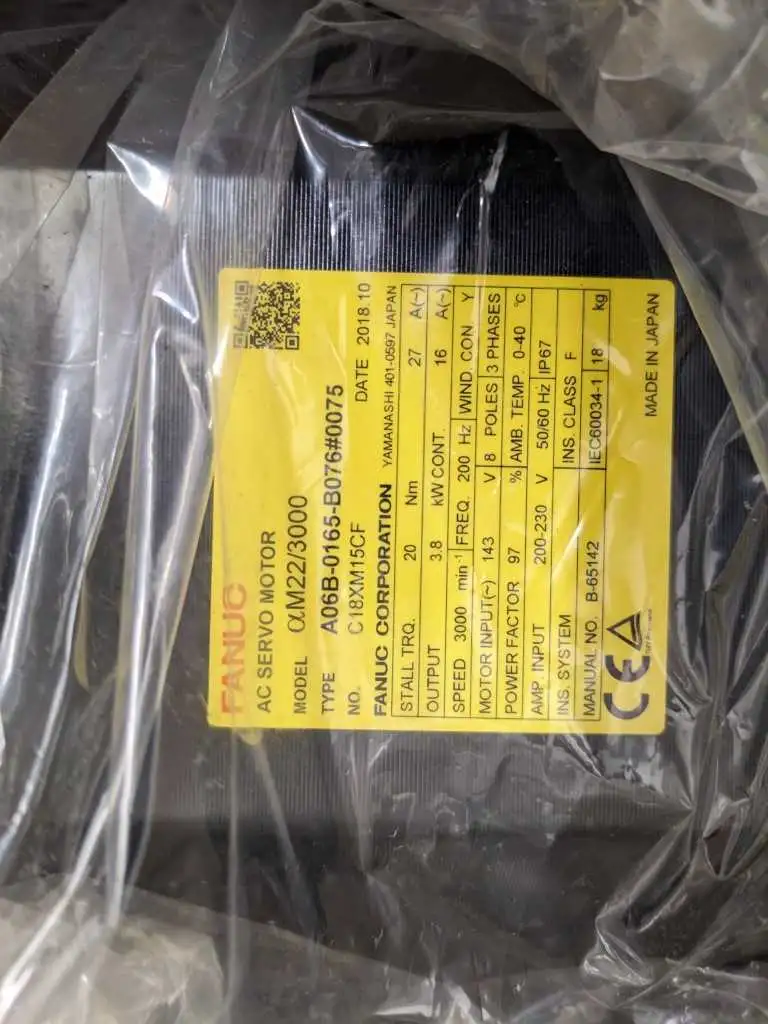 FANUC
AC SERVO MOTOR
MODEL αM22/3000
TYPE A06B-0165-B076#0075
NO. C18XM15CF DATE 2018.10
FANUC CORPORATION YAMANASHI 401-0597 JAPAN
STALL TRQ. 20 Nm 27 A(~)
OUTPUT 3.8 kW CONT. 16 A(~)
SPEED 3000 min⁻¹ FREQ. 200 Hz WIND. CON Y
MOTOR INPUT(~) 143 V 8 POLES 3 PHASES
POWER FACTOR 97 % AMB. TEMP. 0-40 °C
AMP. INPUT 200-230 V 50/60 Hz IP67
INS. SYSTEM INS. CLASS F
MANUAL NO. B-65142 IEC60034-1 18 kg
CE
MADE IN JAPAN